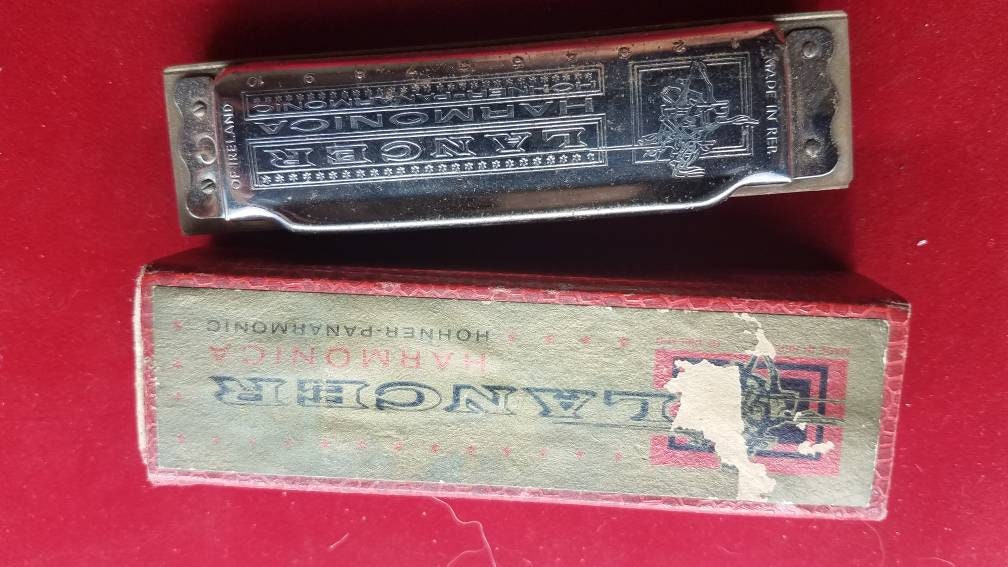 MADE IN REP.
OF IRELAND
LANCER
HARMONICA
HOHNER-PANARMONIC
1 2 3 4 5 6 7 8 9 10
LANCER
HARMONICA
HOHNER-PANARMONIC